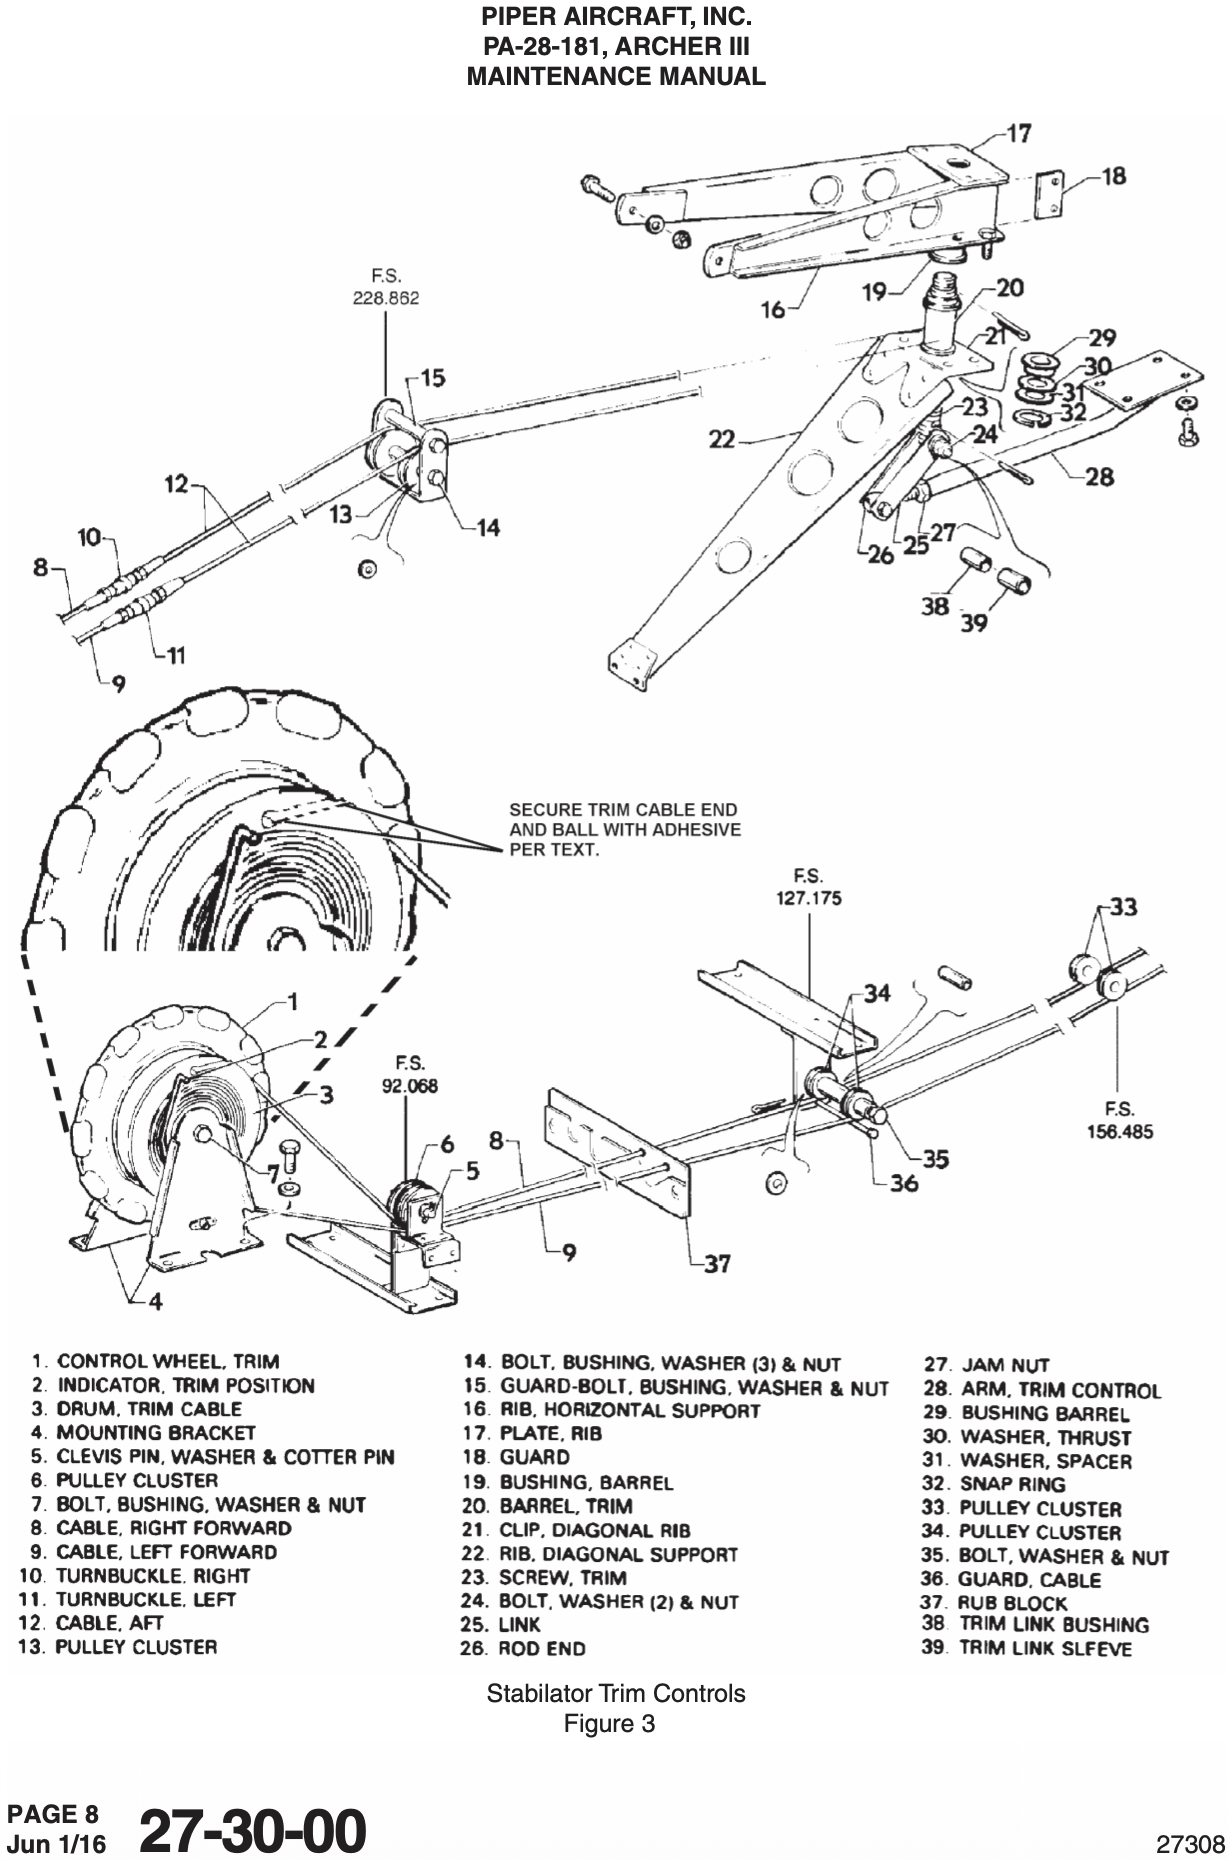 PIPER AIRCRAFT, INC.
PA-28-181, ARCHER III
MAINTENANCE MANUAL
17
18
F.S.
228.862
19
20
16
21
29
15
30
31
23
32
22
24
12
28
13
14
10
27
25
26
8
38
39
11
9
SECURE TRIM CABLE END
AND BALL WITH ADHESIVE
PER TEXT.
F.S.
127.175
33
34
1
2
F.S.
92.068
3
F.S.
156.485
6
8
5
7
35
36
9
37
4
1. CONTROL WHEEL, TRIM
2. INDICATOR, TRIM POSITION
3. DRUM, TRIM CABLE
4. MOUNTING BRACKET
5. CLEVIS PIN, WASHER & COTTER PIN
6. PULLEY CLUSTER
7. BOLT, BUSHING, WASHER & NUT
8. CABLE, RIGHT FORWARD
9. CABLE, LEFT FORWARD
10. TURNBUCKLE, RIGHT
11. TURNBUCKLE, LEFT
12. CABLE, AFT
13. PULLEY CLUSTER
14. BOLT, BUSHING, WASHER (3) & NUT
15. GUARD-BOLT, BUSHING, WASHER & NUT
16. RIB, HORIZONTAL SUPPORT
17. PLATE, RIB
18. GUARD
19. BUSHING, BARREL
20. BARREL, TRIM
21. CLIP, DIAGONAL RIB
22. RIB, DIAGONAL SUPPORT
23. SCREW, TRIM
24. BOLT, WASHER (2) & NUT
25. LINK
26. ROD END
27. JAM NUT
28. ARM, TRIM CONTROL
29. BUSHING BARREL
30. WASHER, THRUST
31. WASHER, SPACER
32. SNAP RING
33. PULLEY CLUSTER
34. PULLEY CLUSTER
35. BOLT, WASHER & NUT
36. GUARD, CABLE
37. RUB BLOCK
38. TRIM LINK BUSHING
39. TRIM LINK SLEEVE
Stabilator Trim Controls
Figure 3
PAGE 8
Jun 1/16
27-30-00
27308